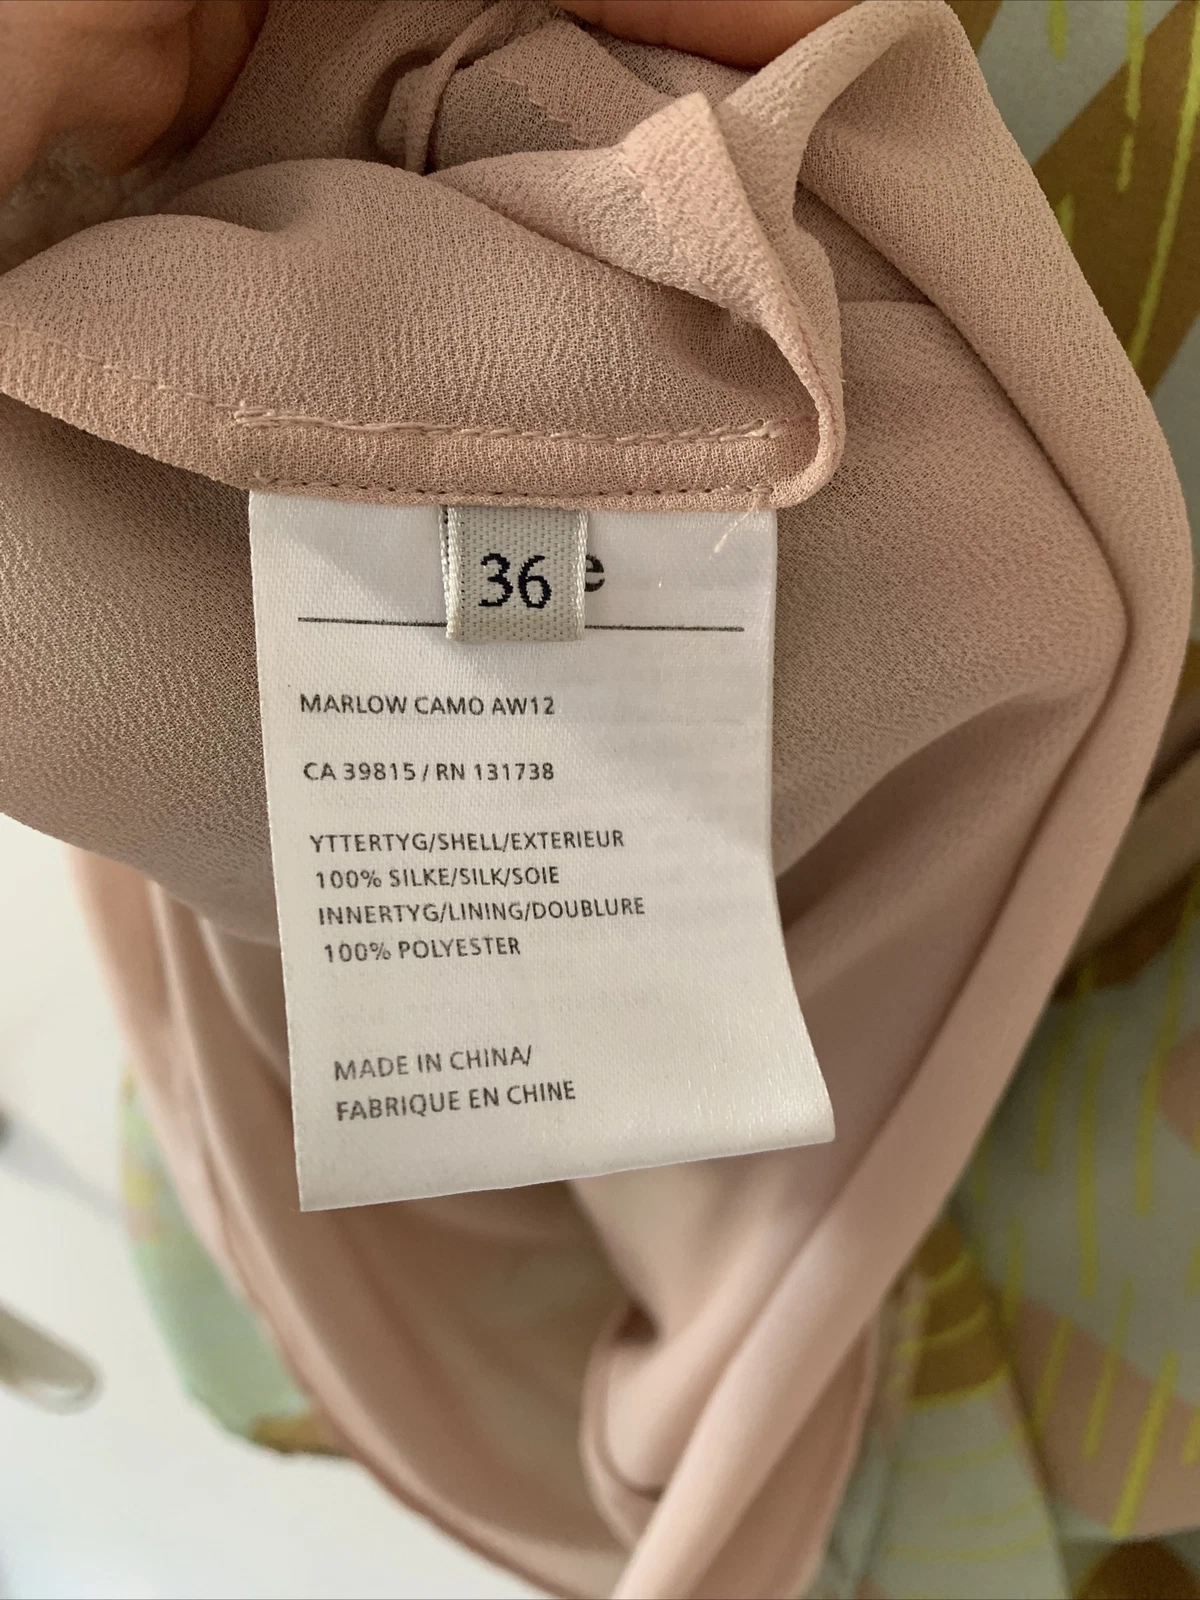 36
e
MARLOW CAMO AW12
CA 39815 / RN 131738
YTTERTYG/SHELL/EXTERIEUR
100% SILKE/SILK/SOIE
INNERTYG/LINING/DOUBLURE
100% POLYESTER
MADE IN CHINA/
FABRIQUE EN CHINE